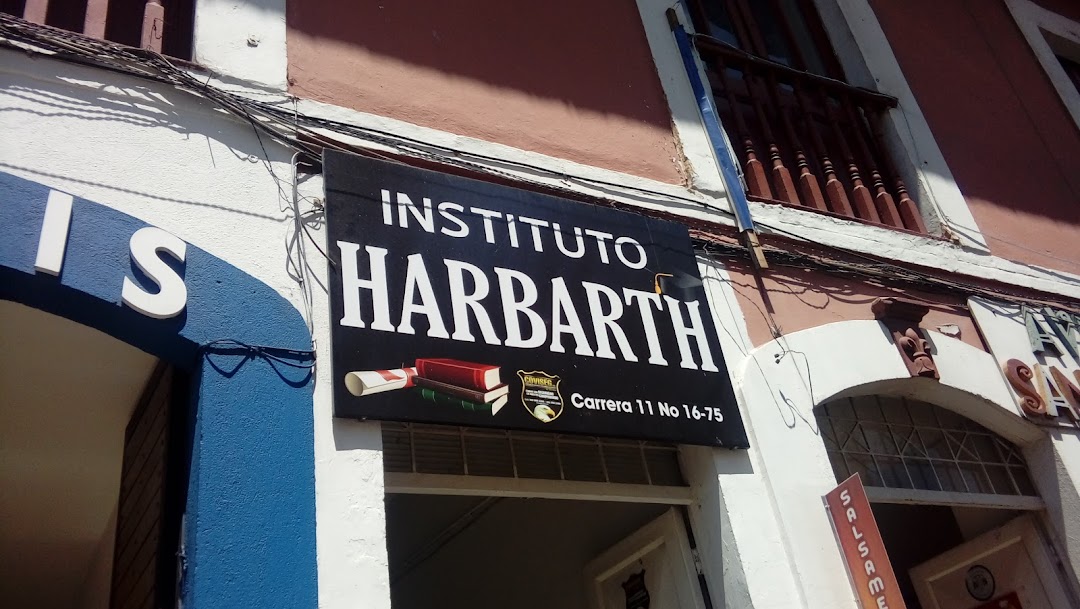 IS
INSTITUTO
HARBARTH
Carrera 11 No 16-75
SALSAME